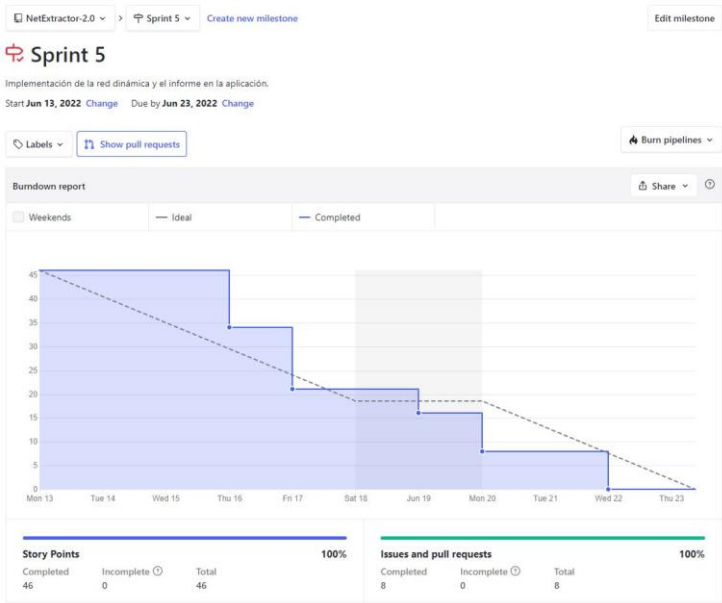 NetExtractor-2.0 > Sprint 5 Create new milestone Edit milestone
Sprint 5
Implementación de la red dinámica y el informe en la aplicación.
Start Jun 13, 2022 Change Due by Jun 23, 2022 Change
Labels Show pull requests Burn pipelines
Burndown report Share
Weekends Ideal Completed
45
40
35
30
25
20
15
10
5
0
Mon 13 Tue 14 Wed 15 Thu 16 Fri 17 Sat 18 Jun 19 Mon 20 Tue 21 Wed 22 Thu 23
Story Points 100% Issues and pull requests 100%
Completed Incomplete Total Completed Incomplete Total
46 0 46 8 0 8